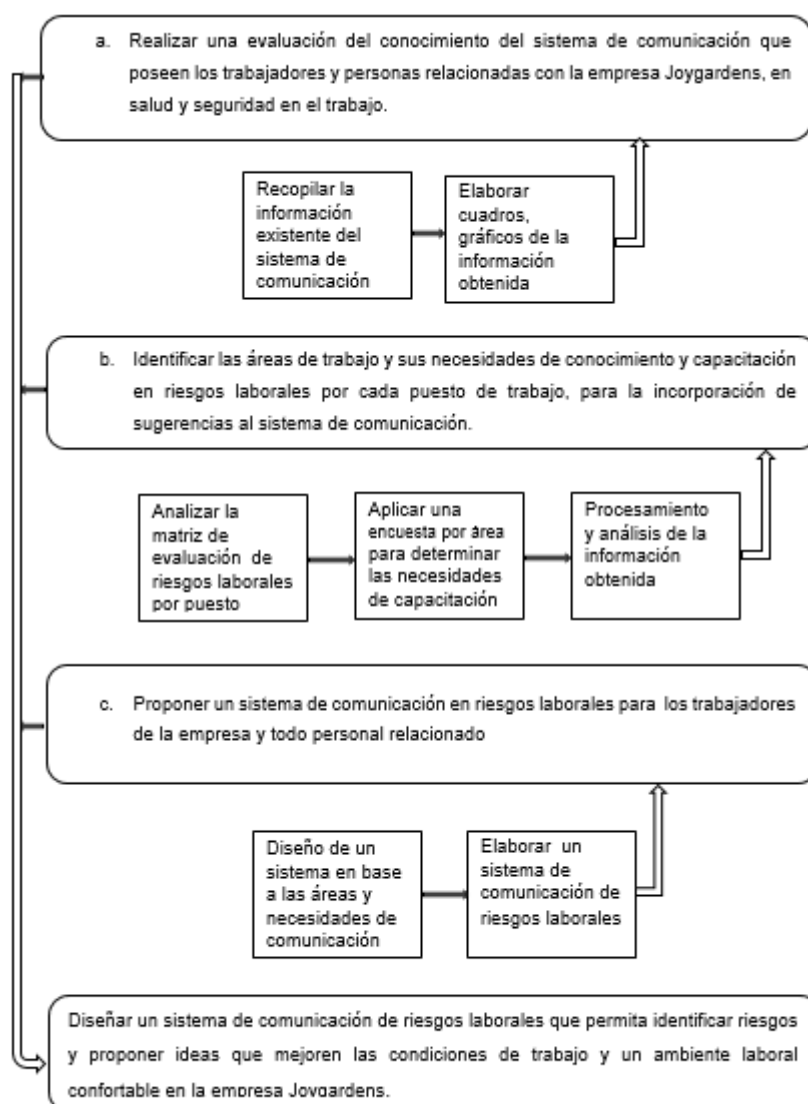 a. Realizar una evaluación del conocimiento del sistema de comunicación que
poseen los trabajadores y personas relacionadas con la empresa Joygardens, en
salud y seguridad en el trabajo.
Recopilar la
información
existente del
sistema de
comunicación
Elaborar
cuadros,
gráficos de la
información
obtenida
b. Identificar las áreas de trabajo y sus necesidades de conocimiento y capacitación
en riesgos laborales por cada puesto de trabajo, para la incorporación de
sugerencias al sistema de comunicación.
Analizar la
matriz de
evaluación de
riesgos laborales
por puesto
Aplicar una
encuesta por área
para determinar
las necesidades
de capacitación
Procesamiento
y análisis de la
información
obtenida
c. Proponer un sistema de comunicación en riesgos laborales para los trabajadores
de la empresa y todo personal relacionado
Diseño de un
sistema en base
a las áreas y
necesidades de
comunicación
Elaborar un
sistema de
comunicación de
riesgos laborales
Diseñar un sistema de comunicación de riesgos laborales que permita identificar riesgos
y proponer ideas que mejoren las condiciones de trabajo y un ambiente laboral
confortable en la empresa Joygardens.